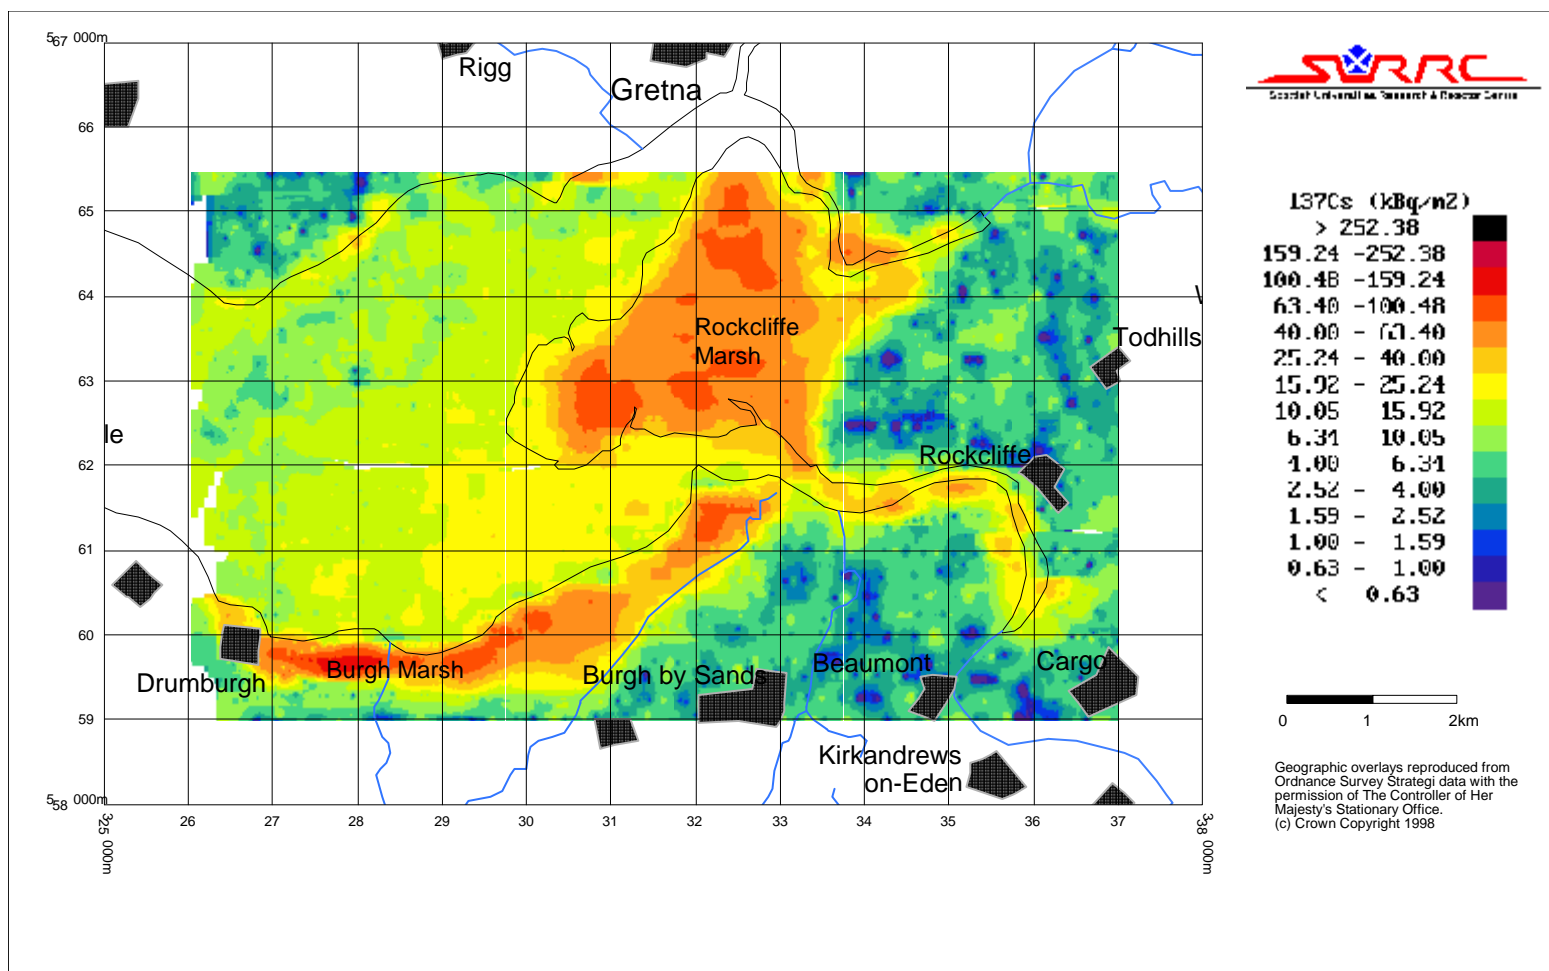 567 000m
66
65
64
63
62
61
60
59
558 000m
325 000m
26
27
28
29
30
31
32
33
34
35
36
37
338 000m
Rigg
Gretna
Rockcliffe
Marsh
Todhills
le
Rockcliffe
Drumburgh
Burgh Marsh
Burgh by Sands
Beaumont
Cargo
Kirkandrews
on-Eden
SURRC
Scottish Universities Research & Reactor Centre
137Cs (kBq/m2)
> 252.38
159.24 -252.38
100.48 -159.24
63.40 -100.48
40.00 - 63.40
25.24 - 40.00
15.92 - 25.24
10.05 15.92
6.31 10.05
4.00 6.31
2.52 - 4.00
1.59 - 2.52
1.00 - 1.59
0.63 - 1.00
< 0.63
0 1 2km
Geographic overlays reproduced from
Ordnance Survey Strategi data with the
permission of The Controller of Her
Majesty's Stationary Office.
(c) Crown Copyright 1998